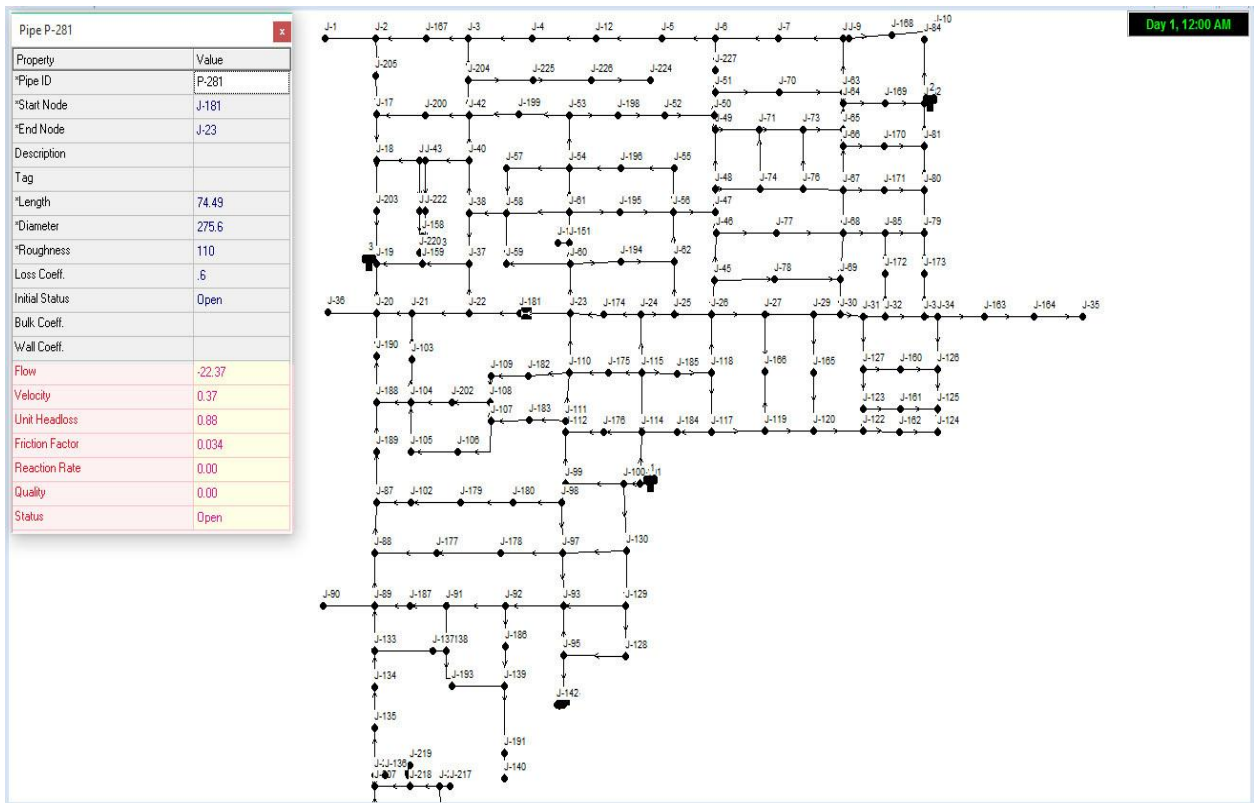 Pipe P-281
x
Property Value
*Pipe ID P-281
*Start Node J-181
*End Node J-23
Description
Tag
*Length 74.49
*Diameter 275.6
*Roughness 110
Loss Coeff. .6
Initial Status Open
Bulk Coeff.
Wall Coeff.
Flow -22.37
Velocity 0.37
Unit Headloss 0.88
Friction Factor 0.034
Reaction Rate 0.00
Quality 0.00
Status Open
Day 1, 12:00 AM
J-1 J-2 J-167 J-3 J-4 J-12 J-5 J-6 J-7 J-9 J-168 J-10
J-84
J-205 J-204 J-225 J-226 J-224 J-227
J-51 J-70 J-63
J-64 J-169 2
J-17 J-200 J-42 J-199 J-53 J-198 J-52 J-50
J-49 J-71 J-73 J-65
J-66 J-170 J-81
J-18 J-43 J-40 J-57 J-54 J-196 J-55
J-48 J-74 J-76 J-67 J-171 J-80
J-203 J-222 J-38 J-58 J-61 J-195 J-56 J-47
J-158 J-46 J-77 J-68 J-85 J-79
J-151
3 J-19 J-159 J-37 J-59 J-60 J-194 J-62
J-45 J-78 J-69 J-172 J-173
J-36 J-20 J-21 J-22 J-181 J-23 J-174 J-24 J-25 J-26 J-27 J-29 J-30 J-31 J-32 J-34 J-163 J-164 J-35
J-190 J-103
J-109 J-182 J-110 J-175 J-115 J-185 J-118 J-166 J-165 J-127 J-160 J-126
J-188 J-104 J-202 J-108
J-107 J-183 J-111
J-123 J-161 J-125
J-112 J-176 J-114 J-184 J-117 J-119 J-120 J-122 J-162 J-124
J-189 J-105 J-106
J-99 J-100 1
J-87 J-102 J-179 J-180 J-98
J-88 J-177 J-178 J-97 J-130
J-90 J-89 J-187 J-91 J-92 J-93 J-129
J-133 J-137 138 J-186 J-95 J-128
J-134 J-193 J-139 J-142
J-135
J-219 J-191
J-136
J-218 J-217 J-140